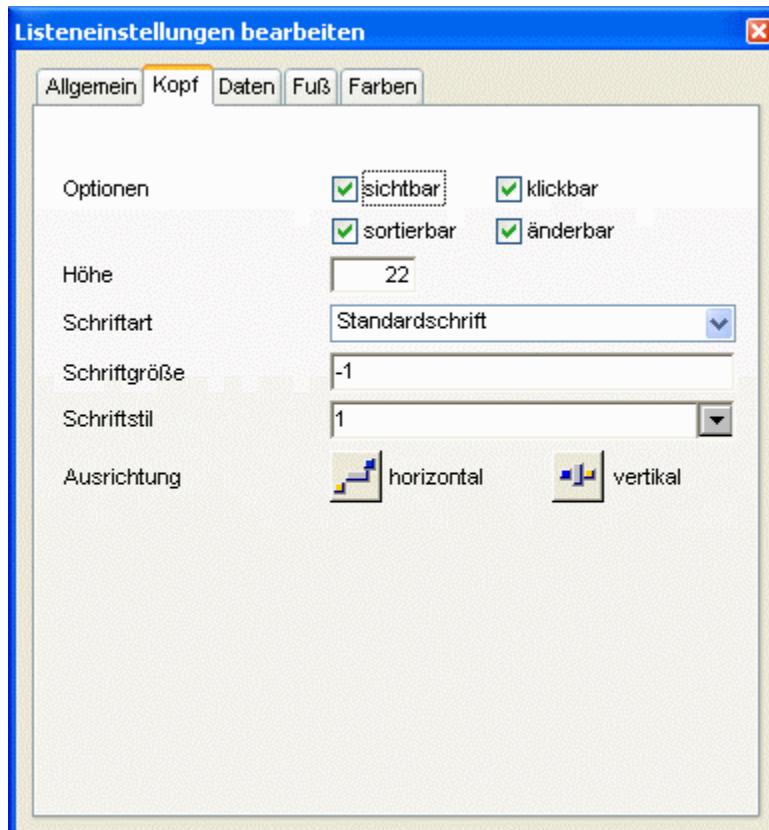 Listeneinstellungen bearbeiten
Allgemein Kopf Daten Fuß Farben
Optionen sichtbar klickbar
sortierbar änderbar
Höhe 22
Schriftart Standardschrift
Schriftgröße -1
Schriftstil 1
Ausrichtung horizontal vertikal